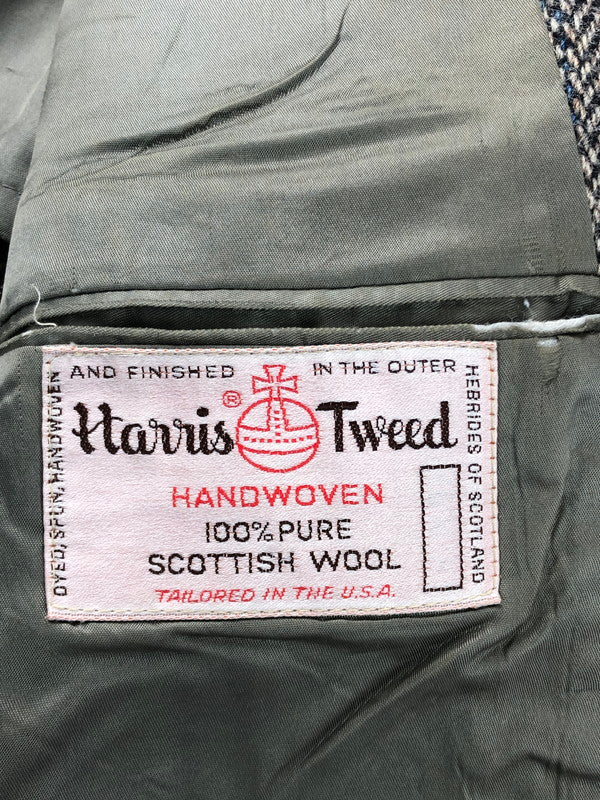 DYED, SPUN, HANDWOVEN
AND FINISHED IN THE OUTER
HEBRIDES OF SCOTLAND
Harris ® Tweed
HANDWOVEN
100% PURE
SCOTTISH WOOL
TAILORED IN THE U.S.A.